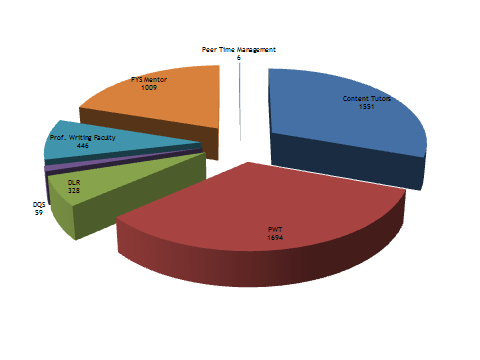 Peer Time Management
6
FYS Mentor
1009
Content Tutors
1551
Prof. Writing Faculty
446
DLR
328
DQS
59
PWT
1694